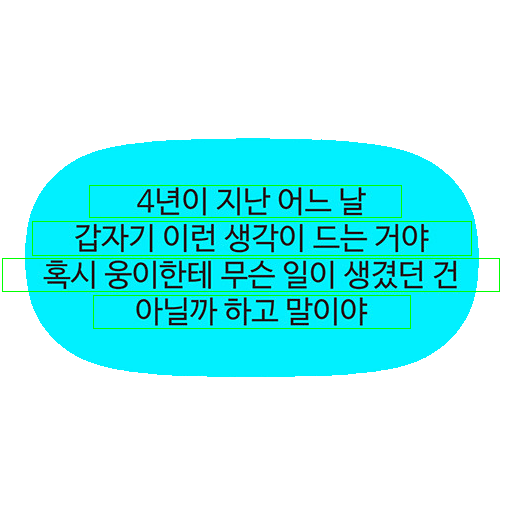 4년이 지난 어느 날
갑자기 이런 생각이 드는 거야
혹시 웅이한테 무슨 일이 생겼던 건
아닐까 하고 말이야